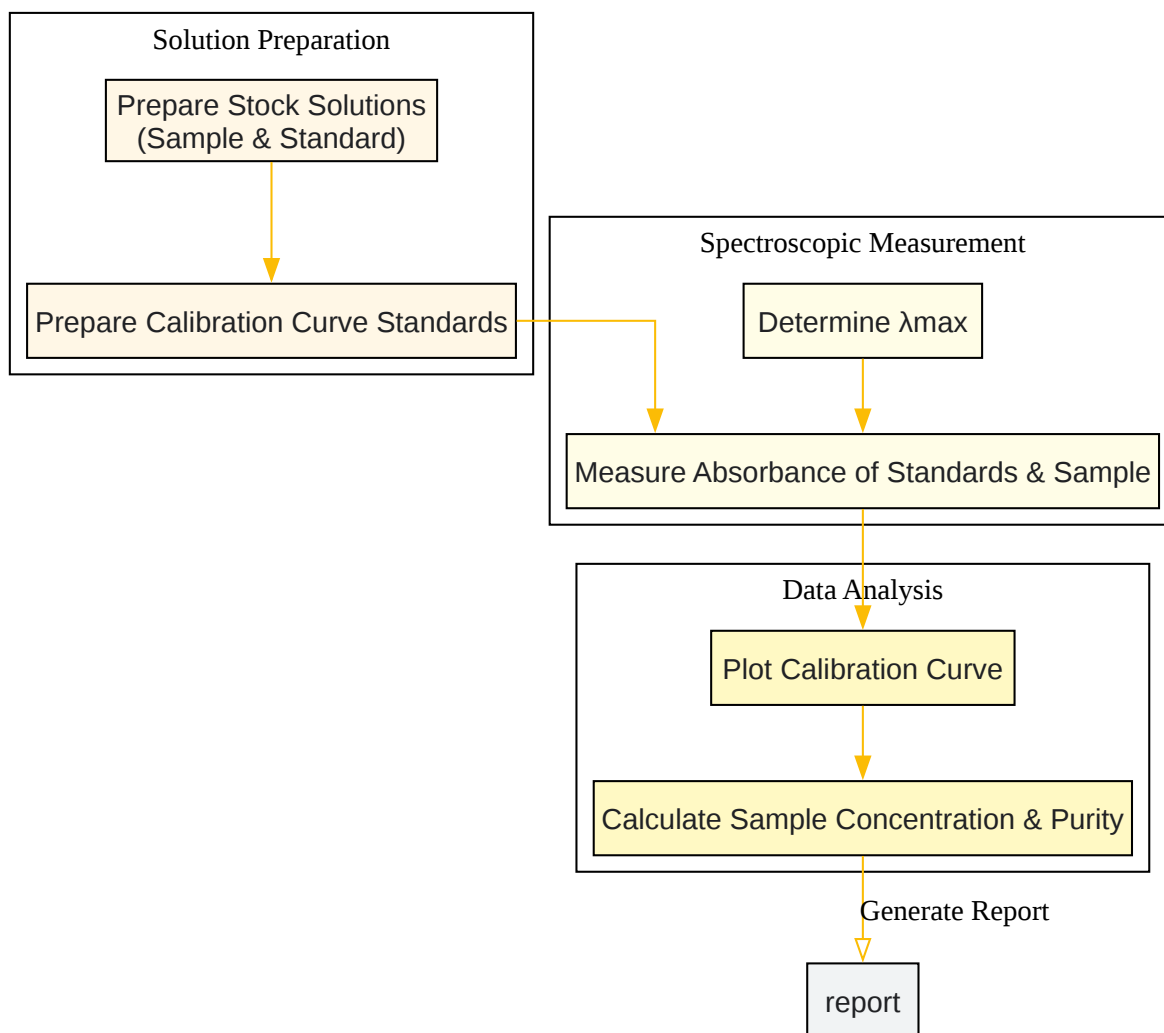 Solution Preparation
Prepare Stock Solutions
(Sample & Standard)
Prepare Calibration Curve Standards
Spectroscopic Measurement
Determine λmax
Measure Absorbance of Standards & Sample
Data Analysis
Plot Calibration Curve
Calculate Sample Concentration & Purity
Generate Report
report